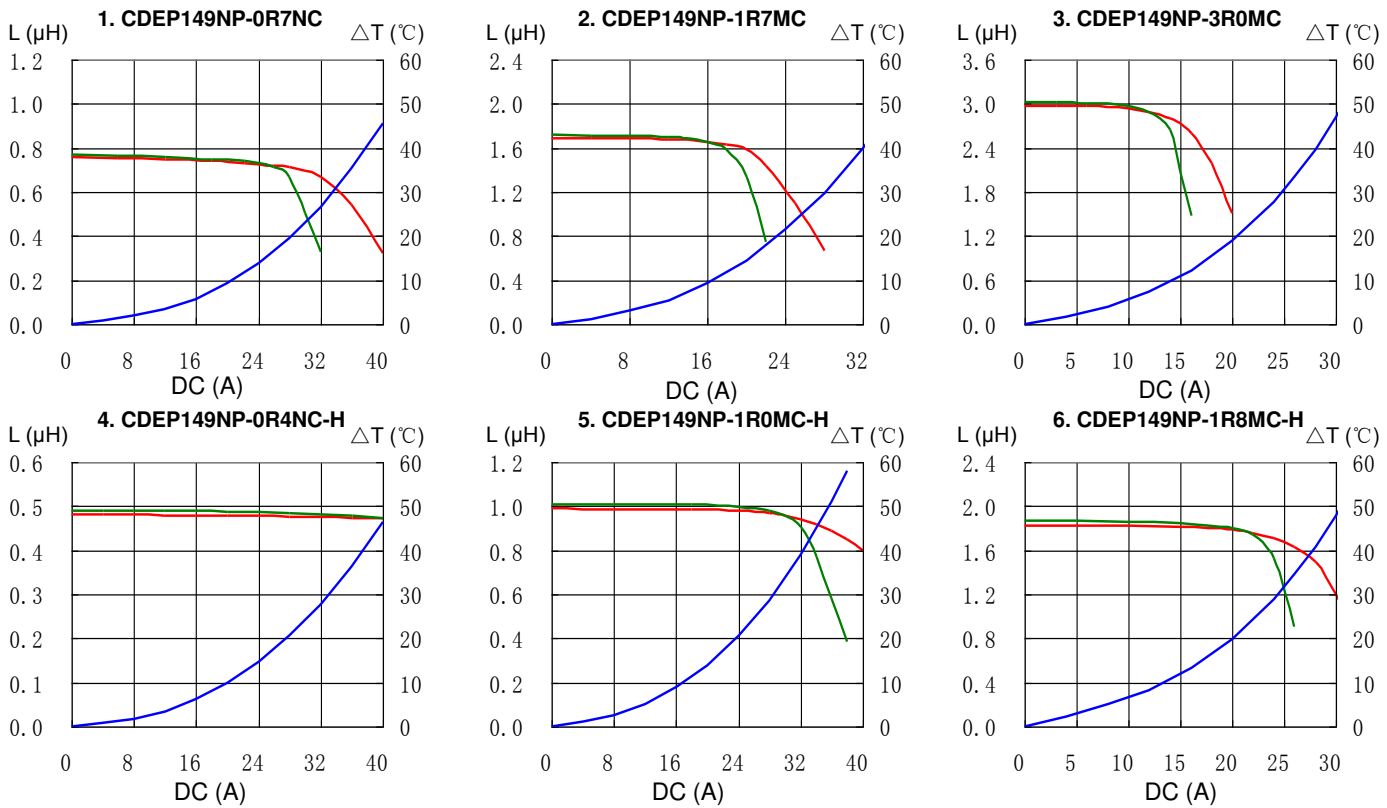 1. CDEP149NP-0R7NC
L (µH)
△T (℃)
1.2
1.0
0.8
0.6
0.4
0.2
0.0
60
50
40
30
20
10
0
0 8 16 24 32 40
DC (A)
2. CDEP149NP-1R7MC
L (µH)
△T (℃)
2.4
2.0
1.6
1.2
0.8
0.4
0.0
60
50
40
30
20
10
0
0 8 16 24 32
DC (A)
3. CDEP149NP-3R0MC
L (µH)
△T (℃)
3.6
3.0
2.4
1.8
1.2
0.6
0.0
60
50
40
30
20
10
0
0 5 10 15 20 25 30
DC (A)
4. CDEP149NP-0R4NC-H
L (µH)
△T (℃)
0.6
0.5
0.4
0.3
0.2
0.1
0.0
60
50
40
30
20
10
0
0 8 16 24 32 40
DC (A)
5. CDEP149NP-1R0MC-H
L (µH)
△T (℃)
1.2
1.0
0.8
0.6
0.4
0.2
0.0
60
50
40
30
20
10
0
0 8 16 24 32 40
DC (A)
6. CDEP149NP-1R8MC-H
L (µH)
△T (℃)
2.4
2.0
1.6
1.2
0.8
0.4
0.0
60
50
40
30
20
10
0
0 5 10 15 20 25 30
DC (A)